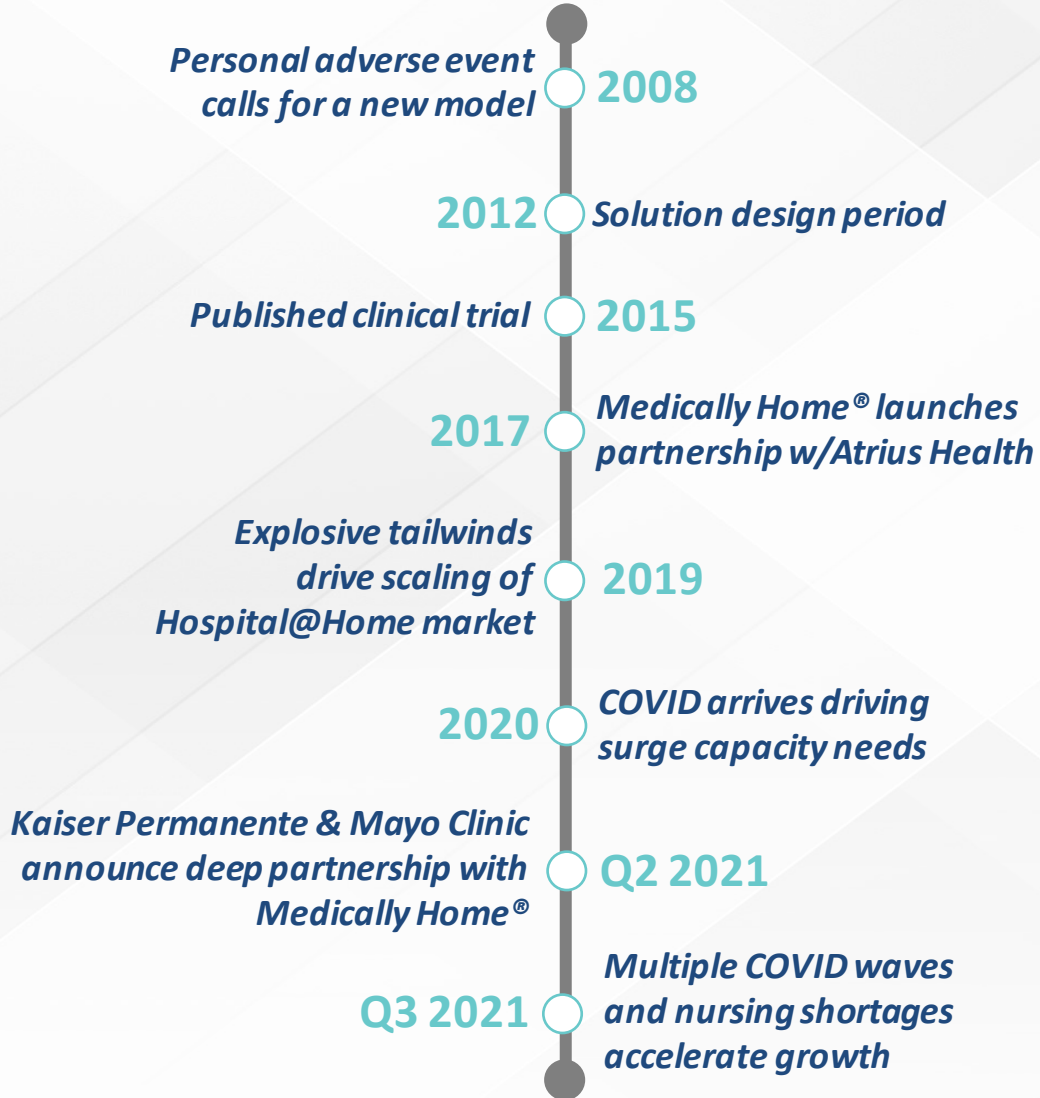 Personal adverse event
calls for a new model
2008
2012
Solution design period
Published clinical trial
2015
2017
Medically Home® launches
partnership w/Atrius Health
Explosive tailwinds
drive scaling of
Hospital@Home market
2019
2020
COVID arrives driving
surge capacity needs
Kaiser Permanente & Mayo Clinic
announce deep partnership with
Medically Home®
Q2 2021
Q3 2021
Multiple COVID waves
and nursing shortages
accelerate growth